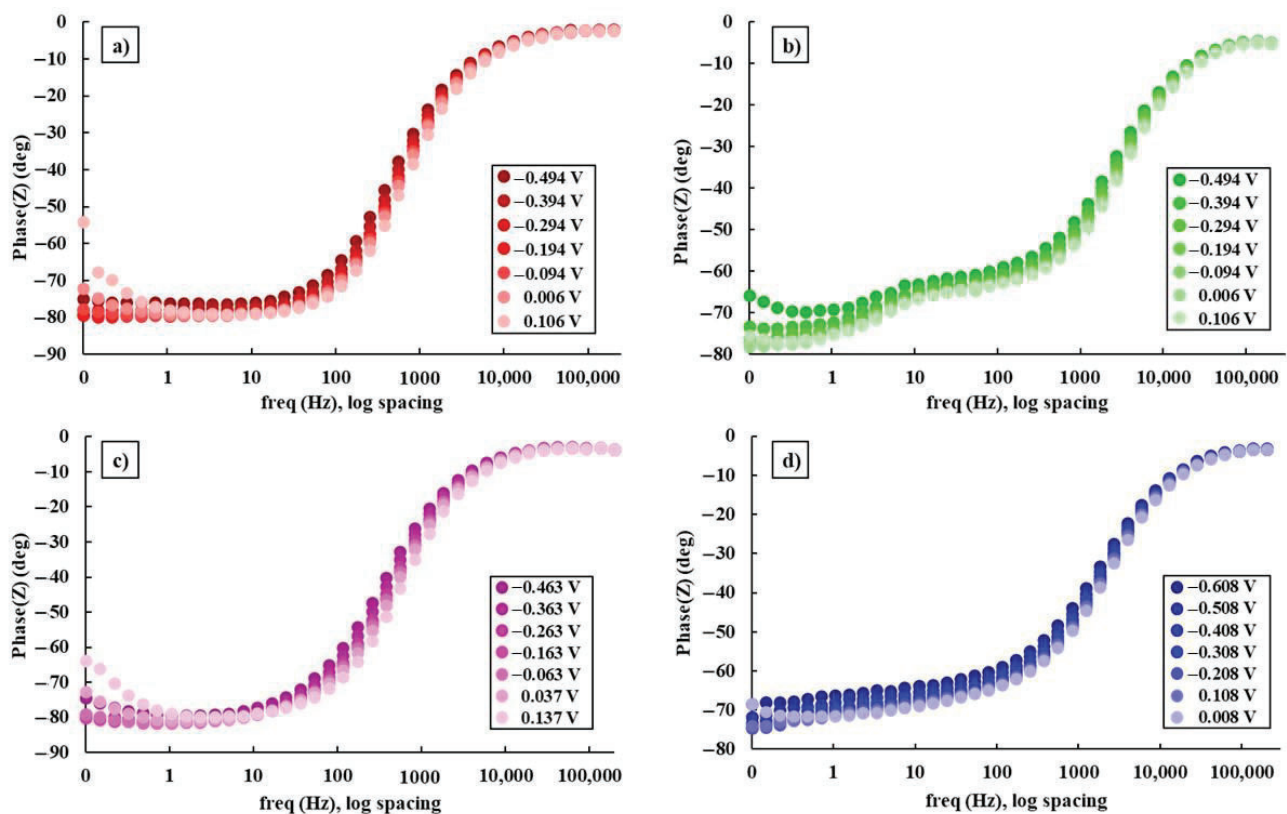 a)
Phase(Z) (deg)
0
−10
−20
−30
−40
−50
−60
−70
−80
−90
0 1 10 100 1000 10,000 100,000
freq (Hz), log spacing
−0.494 V
−0.394 V
−0.294 V
−0.194 V
−0.094 V
0.006 V
0.106 V
b)
Phase(Z) (deg)
0
−10
−20
−30
−40
−50
−60
−70
−80
0 1 10 100 1000 10,000 100,000
freq (Hz), log spacing
−0.494 V
−0.394 V
−0.294 V
−0.194 V
−0.094 V
0.006 V
0.106 V
c)
Phase(Z) (deg)
0
−10
−20
−30
−40
−50
−60
−70
−80
−90
0 1 10 100 1000 10,000 100,000
freq (Hz), log spacing
−0.463 V
−0.363 V
−0.263 V
−0.163 V
−0.063 V
0.037 V
0.137 V
d)
Phase(Z) (deg)
0
−10
−20
−30
−40
−50
−60
−70
−80
0 1 10 100 1000 10,000 100,000
freq (Hz), log spacing
−0.608 V
−0.508 V
−0.408 V
−0.308 V
−0.208 V
0.108 V
0.008 V